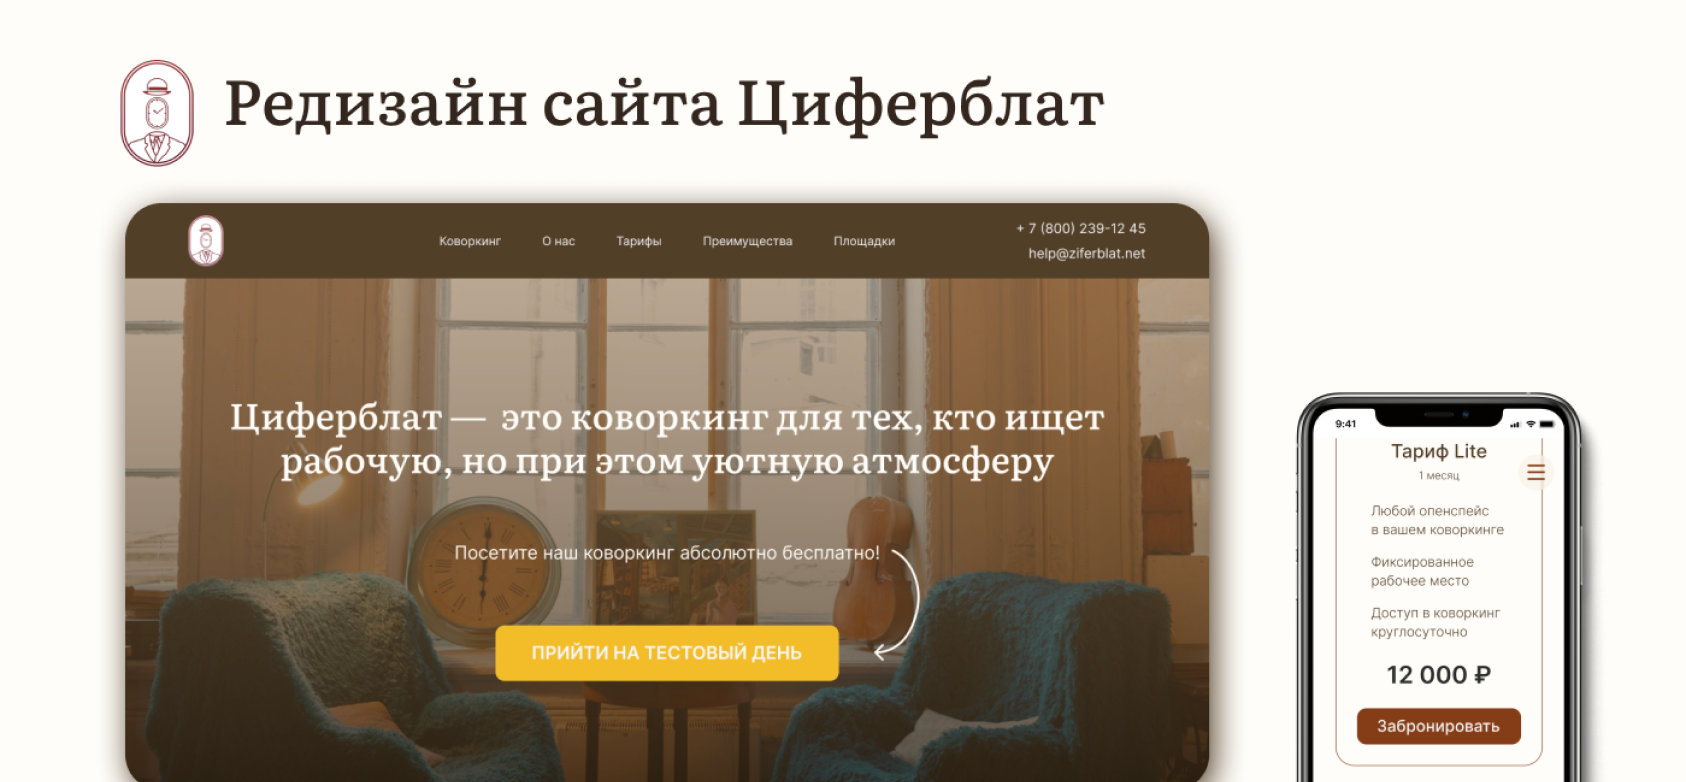 Редизайн сайта Циферблат
Коворкинг
О нас
Тарифы
Преимущества
Площадки
+ 7 (800) 239-12 45
help@ziferblat.net
Циферблат — это коворкинг для тех, кто ищет
рабочую, но при этом уютную атмосферу
Посетите наш коворкинг абсолютно бесплатно!
ПРИЙТИ НА ТЕСТОВЫЙ ДЕНЬ
9:41
Тариф Lite
1 месяц
Любой опенспейс
в вашем коворкинге
Фиксированное
рабочее место
Доступ в коворкинг
круглосуточно
12 000 ₽
Забронировать